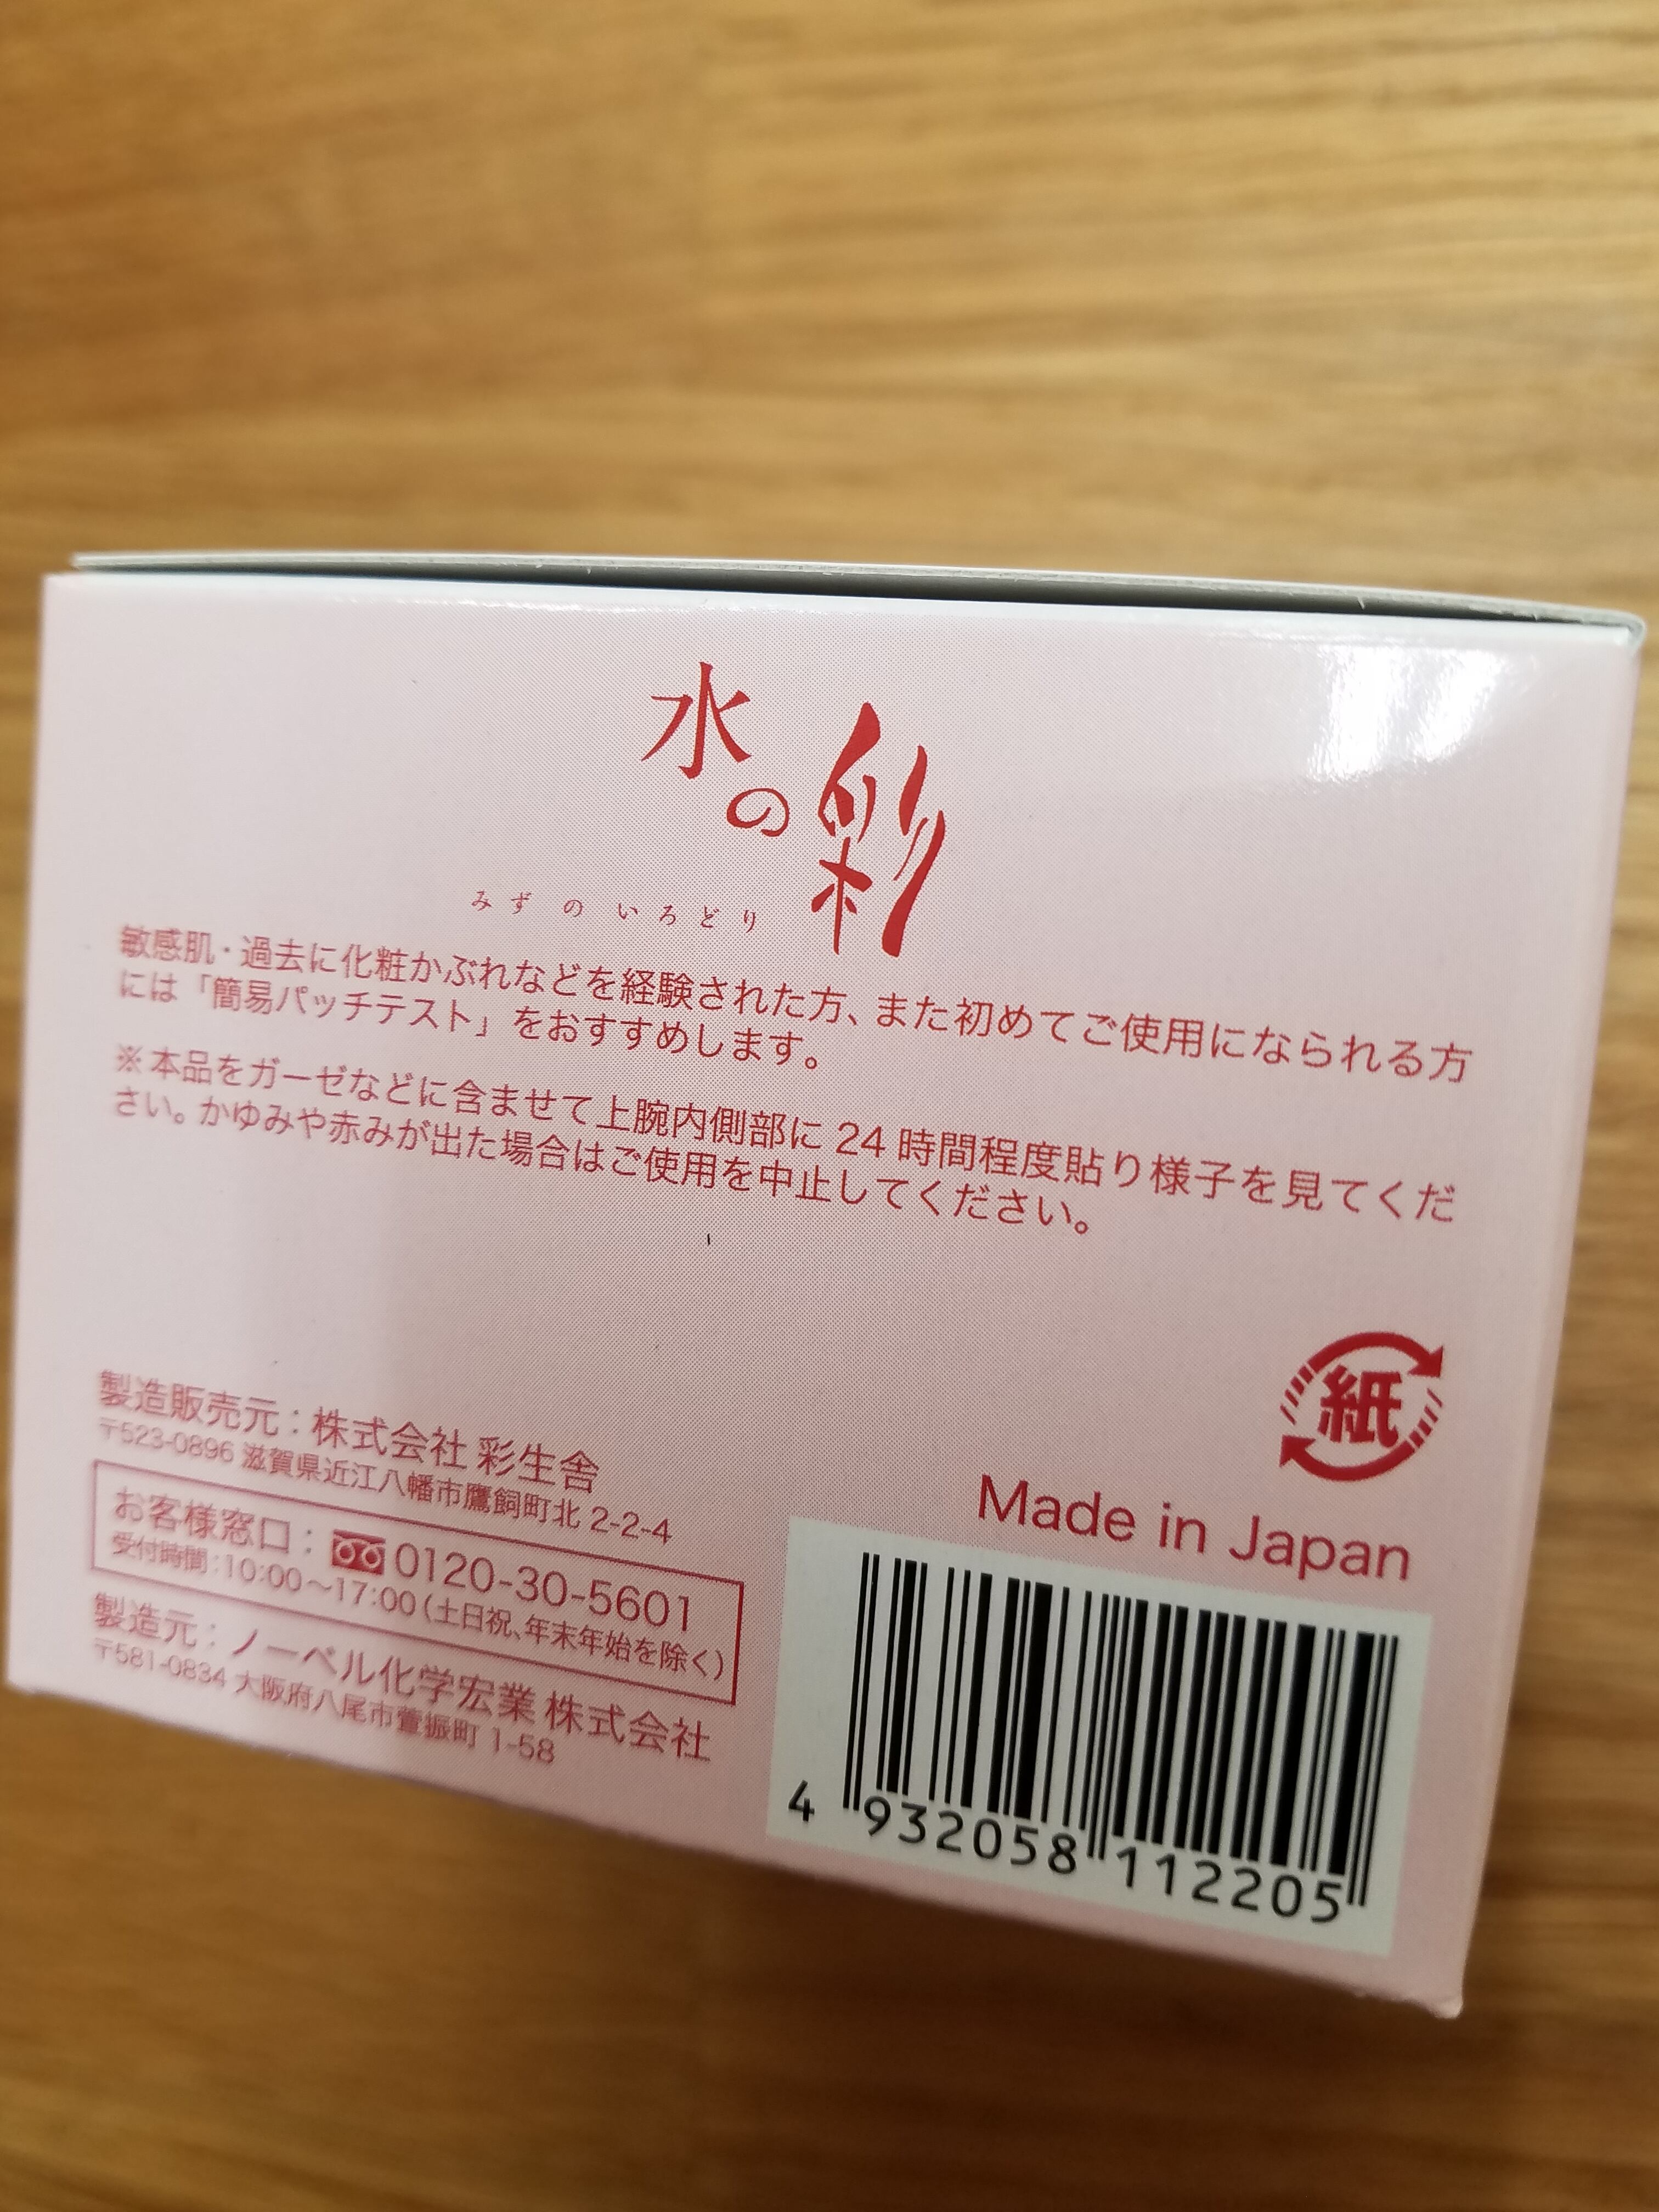 水の彩
みずのいろどり
敏感肌・過去に化粧かぶれなどを経験された方、また初めてご使用になられる方
には「簡易パッチテスト」をおすすめします。
※本品をガーゼなどに含ませて上腕内側部に 24 時間程度貼り様子を見てくだ
さい。かゆみや赤みが出た場合はご使用を中止してください。
紙
製造販売元：株式会社 彩生舎
〒523-0896 滋賀県近江八幡市鷹飼町北 2-2-4
お客様窓口：0120-30-5601
受付時間：10:00～17:00（土日祝、年末年始を除く）
製造元：ノーベル化学宏業 株式会社
〒581-0834 大阪府八尾市萱振町 1-58
Made in Japan
4 932058 112205